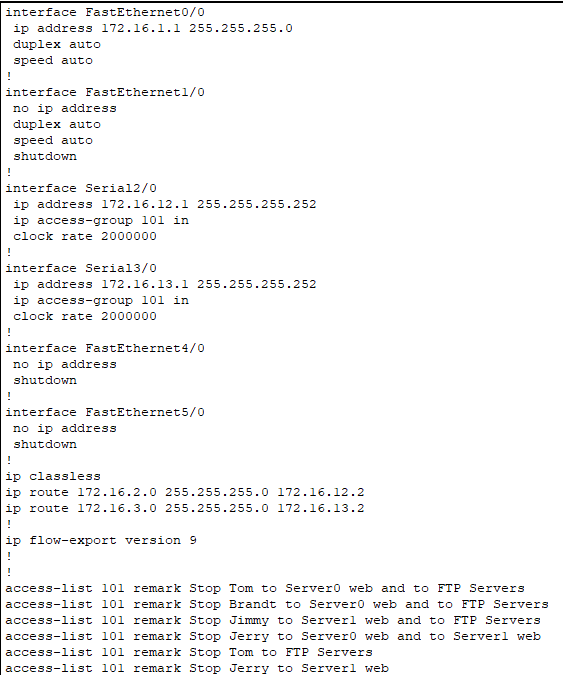 interface FastEthernet0/0
ip address 172.16.1.1 255.255.255.0
duplex auto
speed auto
!
interface FastEthernet1/0
no ip address
duplex auto
speed auto
shutdown
!
interface Serial2/0
ip address 172.16.12.1 255.255.255.252
ip access-group 101 in
clock rate 2000000
!
interface Serial3/0
ip address 172.16.13.1 255.255.255.252
ip access-group 101 in
clock rate 2000000
!
interface FastEthernet4/0
no ip address
shutdown
!
interface FastEthernet5/0
no ip address
shutdown
!
ip classless
ip route 172.16.2.0 255.255.255.0 172.16.12.2
ip route 172.16.3.0 255.255.255.0 172.16.13.2
!
ip flow-export version 9
!
!
access-list 101 remark Stop Tom to Server0 web and to FTP Servers
access-list 101 remark Stop Brandt to Server0 web and to FTP Servers
access-list 101 remark Stop Jimmy to Server1 web and to FTP Servers
access-list 101 remark Stop Jerry to Server0 web and to Server1 web
access-list 101 remark Stop Tom to FTP Servers
access-list 101 remark Stop Jerry to Server1 web